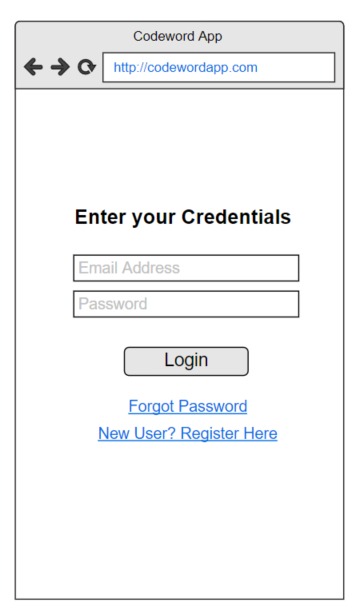 Codeword App
http://codewordapp.com
Enter your Credentials
Email Address
Password
Login
Forgot Password
New User? Register Here